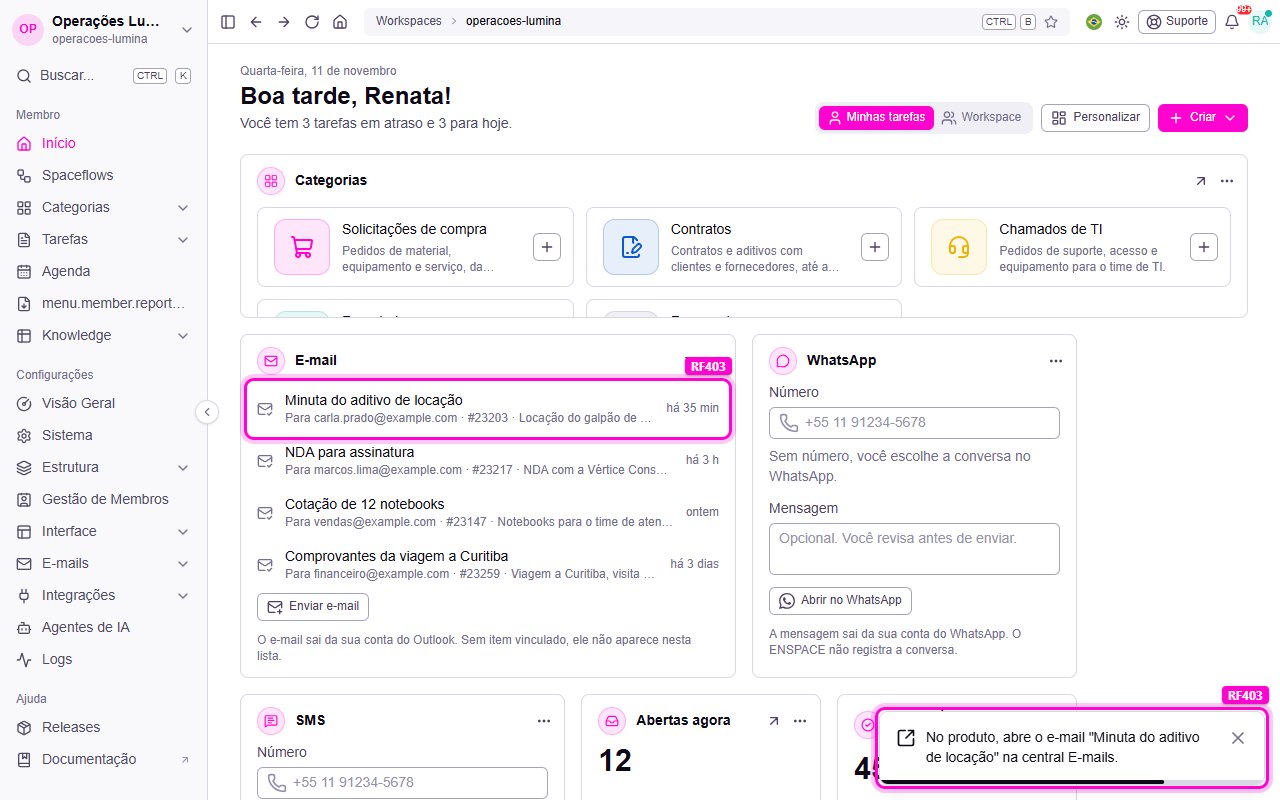 OP
Operações Lu...
operacoes-lumina
Buscar...
CTRL
K
Membro
Início
Spaceflows
Categorias
Tarefas
Agenda
menu.member.report...
Knowledge
Configurações
Visão Geral
Sistema
Estrutura
Gestão de Membros
Interface
E-mails
Integrações
Agentes de IA
Logs
Ajuda
Releases
Documentação
Workspaces
operacoes-lumina
CTRL
B
Suporte
99+
RA
Quarta-feira, 11 de novembro
Boa tarde, Renata!
Você tem 3 tarefas em atraso e 3 para hoje.
Minhas tarefas
Workspace
Personalizar
Criar
Categorias
Solicitações de compra
Pedidos de material,
equipamento e serviço, da...
Contratos
Contratos e aditivos com
clientes e fornecedores, até a...
Chamados de TI
Pedidos de suporte, acesso e
equipamento para o time de TI.
E-mail
RF403
Minuta do aditivo de locação
Para carla.prado@example.com · #23203 · Locação do galpão de ...
há 35 min
NDA para assinatura
Para marcos.lima@example.com · #23217 · NDA com a Vértice Cons...
há 3 h
Cotação de 12 notebooks
Para vendas@example.com · #23147 · Notebooks para o time de aten...
ontem
Comprovantes da viagem a Curitiba
Para financeiro@example.com · #23259 · Viagem a Curitiba, visita ...
há 3 dias
Enviar e-mail
O e-mail sai da sua conta do Outlook. Sem item vinculado, ele não aparece nesta
lista.
WhatsApp
Número
+55 11 91234-5678
Sem número, você escolhe a conversa no
WhatsApp.
Mensagem
Opcional. Você revisa antes de enviar.
Abrir no WhatsApp
A mensagem sai da sua conta do WhatsApp. O
ENSPACE não registra a conversa.
SMS
Número
+55 11 91234-5678
Abertas agora
12
RF403
No produto, abre o e-mail "Minuta do aditivo
de locação" na central E-mails.